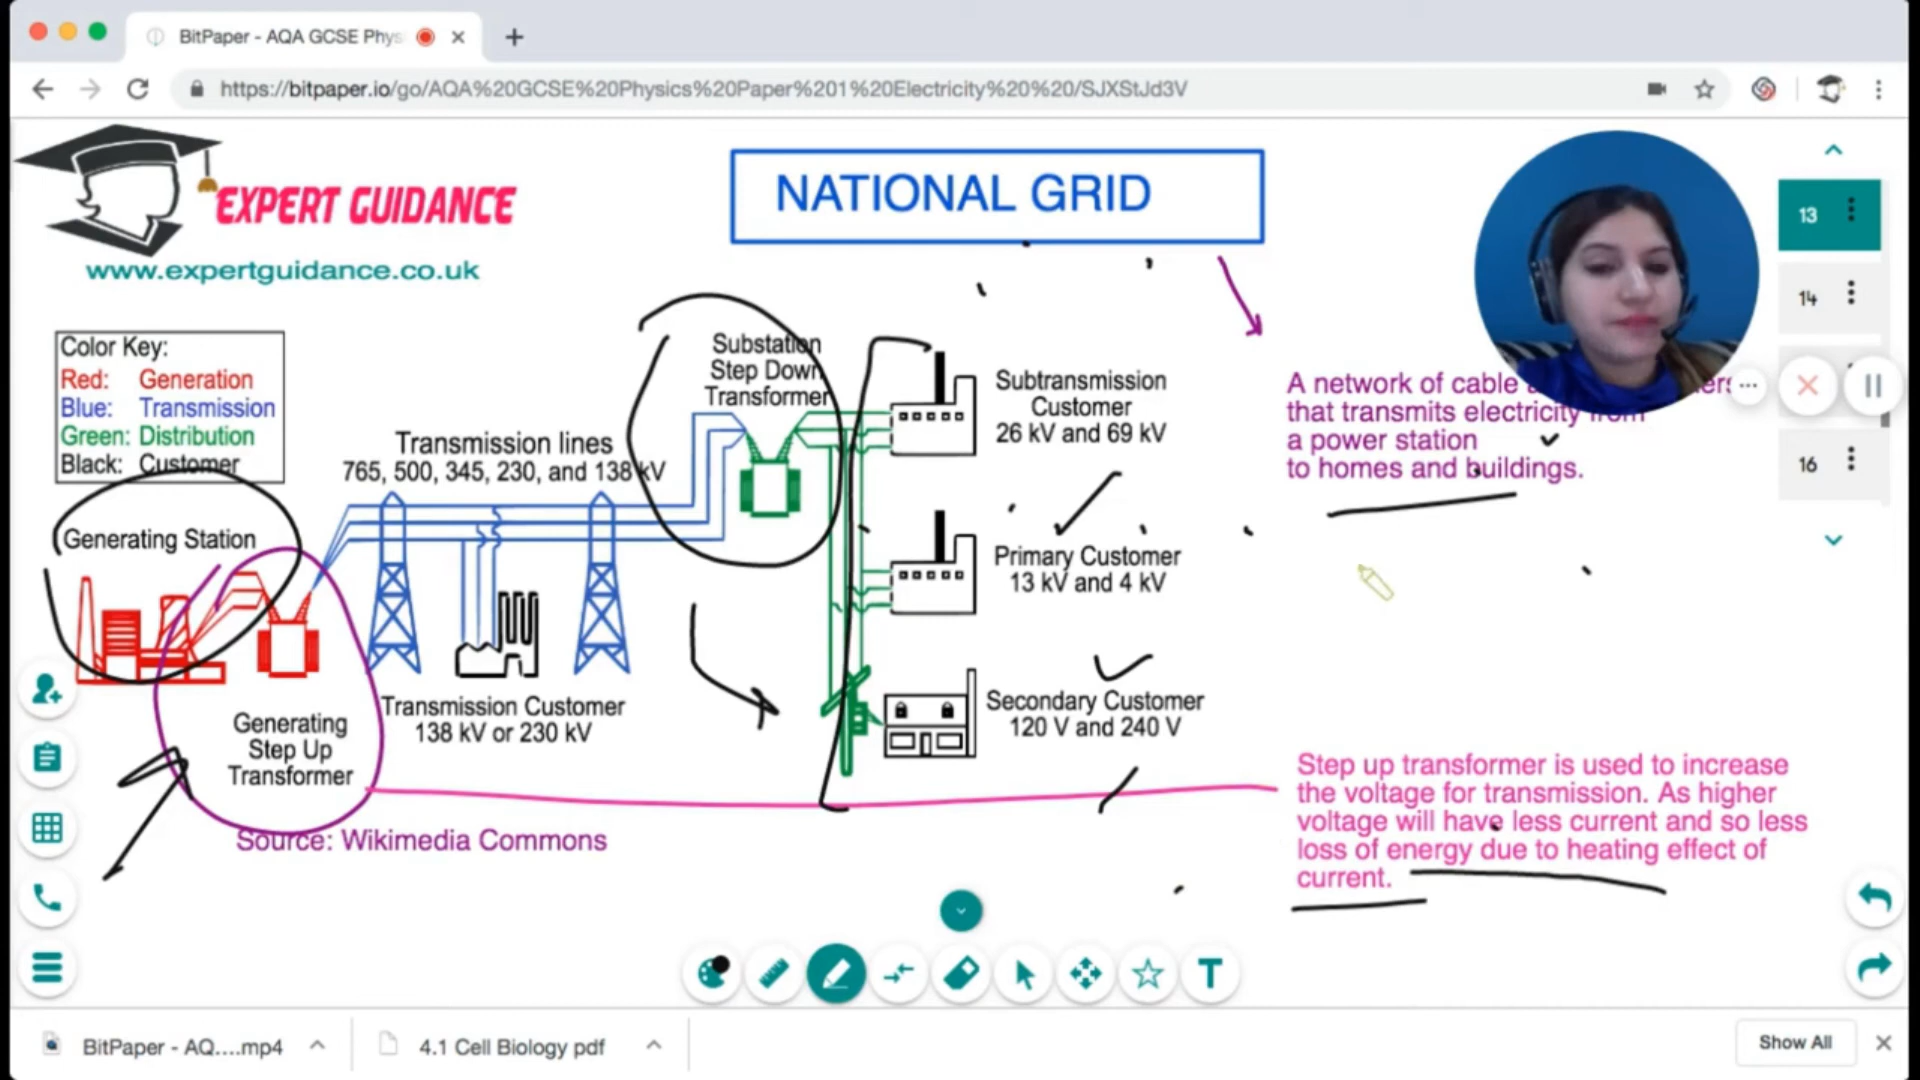 BitPaper - AQA GCSE Phys
https://bitpaper.io/go/AQA%20GCSE%20Physics%20Paper%201%20Electricity%20%20/SJXStJd3V
EXPERT GUIDANCE
www.expertguidance.co.uk
NATIONAL GRID
13
14
16
Color Key:
Red: Generation
Blue: Transmission
Green: Distribution
Black: Customer
Generating Station
Generating
Step Up
Transformer
Transmission lines
765, 500, 345, 230, and 138 kV
Transmission Customer
138 kV or 230 kV
Substation
Step Down
Transformer
Subtransmission
Customer
26 kV and 69 kV
Primary Customer
13 kV and 4 kV
Secondary Customer
120 V and 240 V
Source: Wikimedia Commons
A network of cable
that transmits electricity from
a power station
to homes and buildings.
Step up transformer is used to increase
the voltage for transmission. As higher
voltage will have less current and so less
loss of energy due to heating effect of
current.
T
BitPaper - AQ....mp4
4.1 Cell Biology pdf
Show All